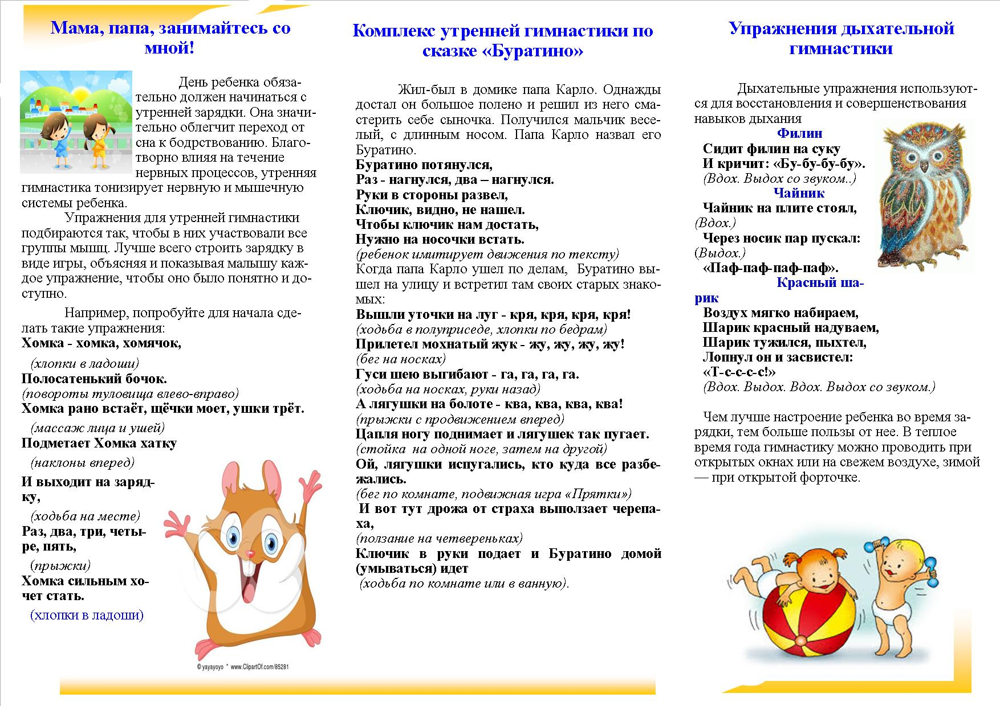 Мама, папа, занимайтесь со
мной!
День ребенка обяза-
тельно должен начинаться с
утренней зарядки. Она значи-
тельно облегчит переход от
сна к бодрствованию. Благо-
творно влияя на течение
нервных процессов, утренняя
гимнастика тонизирует нервную и мышечную
системы ребенка.
Упражнения для утренней гимнастики
подбираются так, чтобы в них участвовали все
группы мышц. Лучше всего строить зарядку в
виде игры, объясняя и показывая малышу каж-
дое упражнение, чтобы оно было понятно и до-
ступно.
Например, попробуйте для начала сде-
лать такие упражнения:
Хомка - хомка, хомячок,
(хлопки в ладоши)
Полосатенький бочок.
(повороты туловища влево-вправо)
Хомка рано встаёт, щёчки моет, ушки трёт.
(массаж лица и ушей)
Подметает Хомка хатку
(наклоны вперед)
И выходит на заряд-
ку,
(ходьба на месте)
Раз, два, три, четы-
ре, пять,
(прыжки)
Хомка сильным хо-
чет стать.
(хлопки в ладоши)
© yayayoyo * www.ClipartOf.com/85281
Комплекс утренней гимнастики по
сказке «Буратино»
Жил-был в домике папа Карло. Однажды
достал он большое полено и решил из него сма-
стерить себе сыночка. Получился мальчик весе-
лый, с длинным носом. Папа Карло назвал его
Буратино.
Буратино потянулся,
Раз - нагнулся, два – нагнулся.
Руки в стороны развел,
Ключик, видно, не нашел.
Чтобы ключик нам достать,
Нужно на носочки встать.
(ребенок имитирует движения по тексту)
Когда папа Карло ушел по делам, Буратино вы-
шел на улицу и встретил там своих старых знако-
мых:
Вышли уточки на луг - кря, кря, кря, кря!
(ходьба в полуприседе, хлопки по бедрам)
Прилетел мохнатый жук - жу, жу, жу, жу!
(бег на носках)
Гуси шею выгибают - га, га, га, га.
(ходьба на носках, руки назад)
А лягушки на болоте - ква, ква, ква, ква!
(прыжки с продвижением вперед)
Цапля ногу поднимает и лягушек так пугает.
(стойка на одной ноге, затем на другой)
Ой, лягушки испугались, кто куда все разбе-
жались.
(бег по комнате, подвижная игра «Прятки»)
И вот тут дрожа от страха выползает черепа-
ха,
(ползание на четвереньках)
Ключик в руки подает и Буратино домой
(умываться) идет
(ходьба по комнате или в ванную).
Упражнения дыхательной
гимнастики
Дыхательные упражнения используют-
ся для восстановления и совершенствования
навыков дыхания
Филин
Сидит филин на суку
И кричит: «Бу-бу-бу-бу».
(Вдох. Выдох со звуком..)
Чайник
Чайник на плите стоял,
(Вдох.)
Через носик пар пускал:
(Выдох.)
«Паф-паф-паф-паф».
Красный ша-
рик
Воздух мягко набираем,
Шарик красный надуваем,
Шарик тужился, пыхтел,
Лопнул он и засвистел:
«Т-с-с-с-с!»
(Вдох. Выдох. Вдох. Выдох со звуком.)
Чем лучше настроение ребенка во время за-
рядки, тем больше пользы от нее. В теплое
время года гимнастику можно проводить при
открытых окнах или на свежем воздухе, зимой
— при открытой форточке.